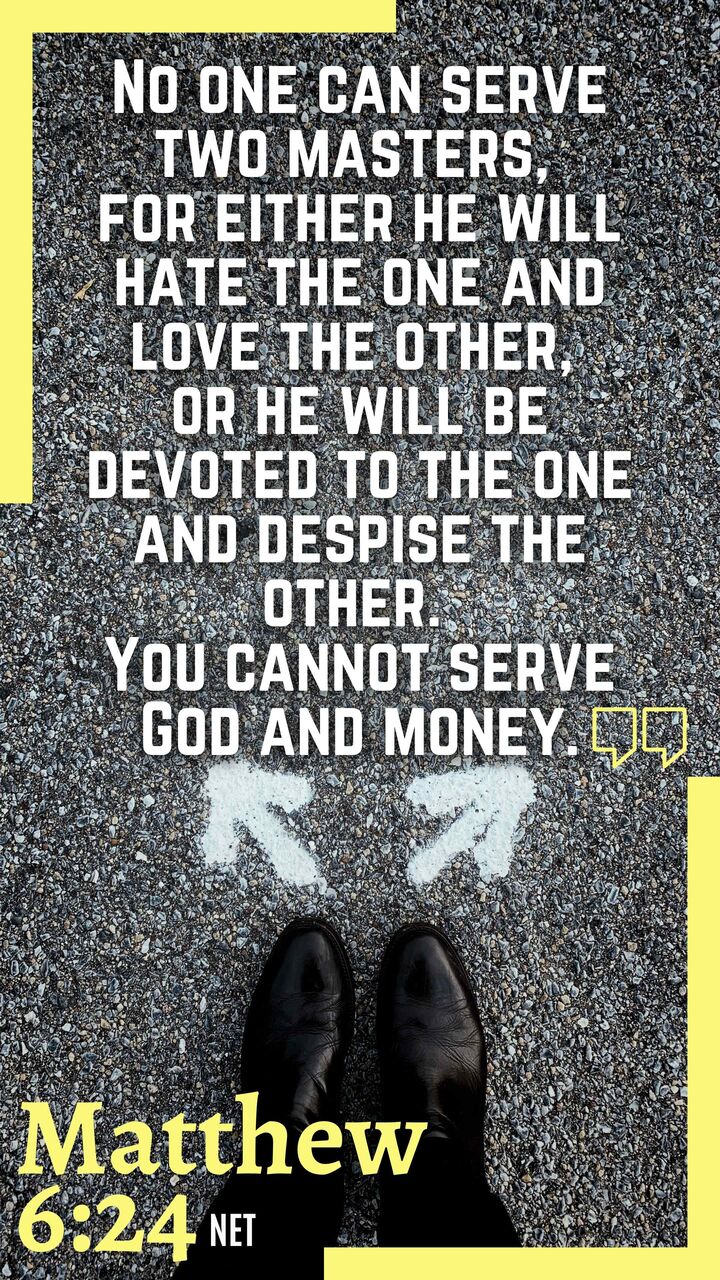 No one can serve
two masters,
for either he will
hate the one and
love the other,
or he will be
devoted to the one
and despise the
other.
You cannot serve
God and money.
Matthew
6:24 NET